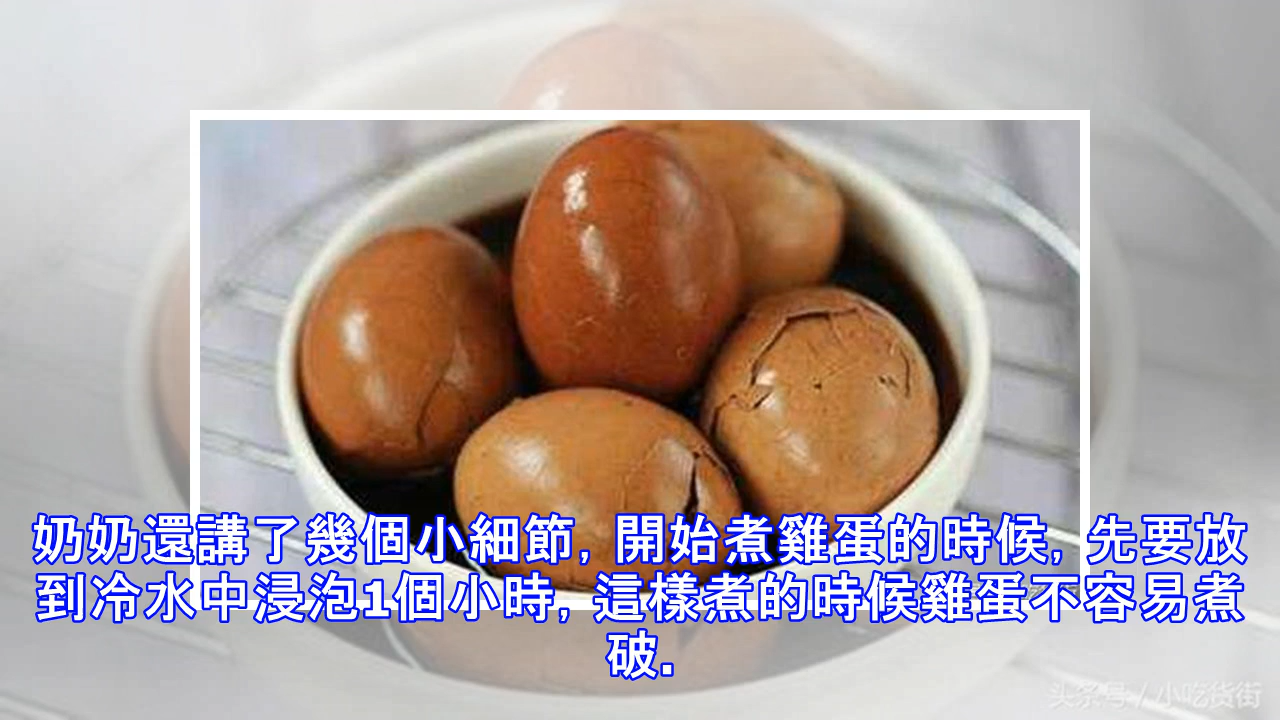 奶奶還講了幾個小細節, 開始煮雞蛋的時候, 先要放
到冷水中浸泡1個小時, 這樣煮的時候雞蛋不容易煮
破.
头条号 / 小吃货街